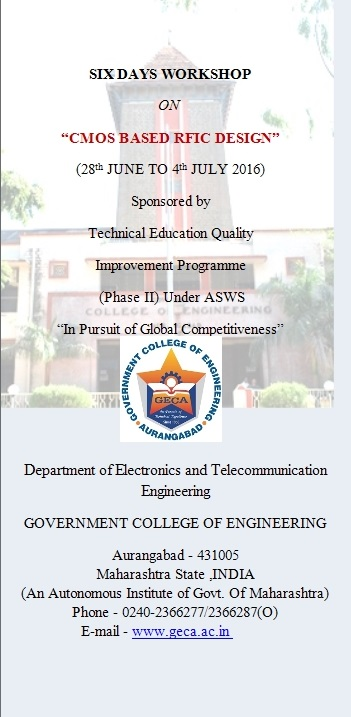 SIX DAYS WORKSHOP
ON
“CMOS BASED RFIC DESIGN”
(28th JUNE TO 4th JULY 2016)
Sponsored by
Technical Education Quality
Improvement Programme
(Phase II) Under ASWS
COLLEGE OF ENGINEERING
“In Pursuit of Global Competitiveness”
GOVERNMENT COLLEGE OF ENGINEERING
GECA
AURANGABAD
Department of Electronics and Telecommunication
Engineering
GOVERNMENT COLLEGE OF ENGINEERING
Aurangabad - 431005
Maharashtra State ,INDIA
(An Autonomous Institute of Govt. Of Maharashtra)
Phone - 0240-2366277/2366287(O)
E-mail - www.geca.ac.in